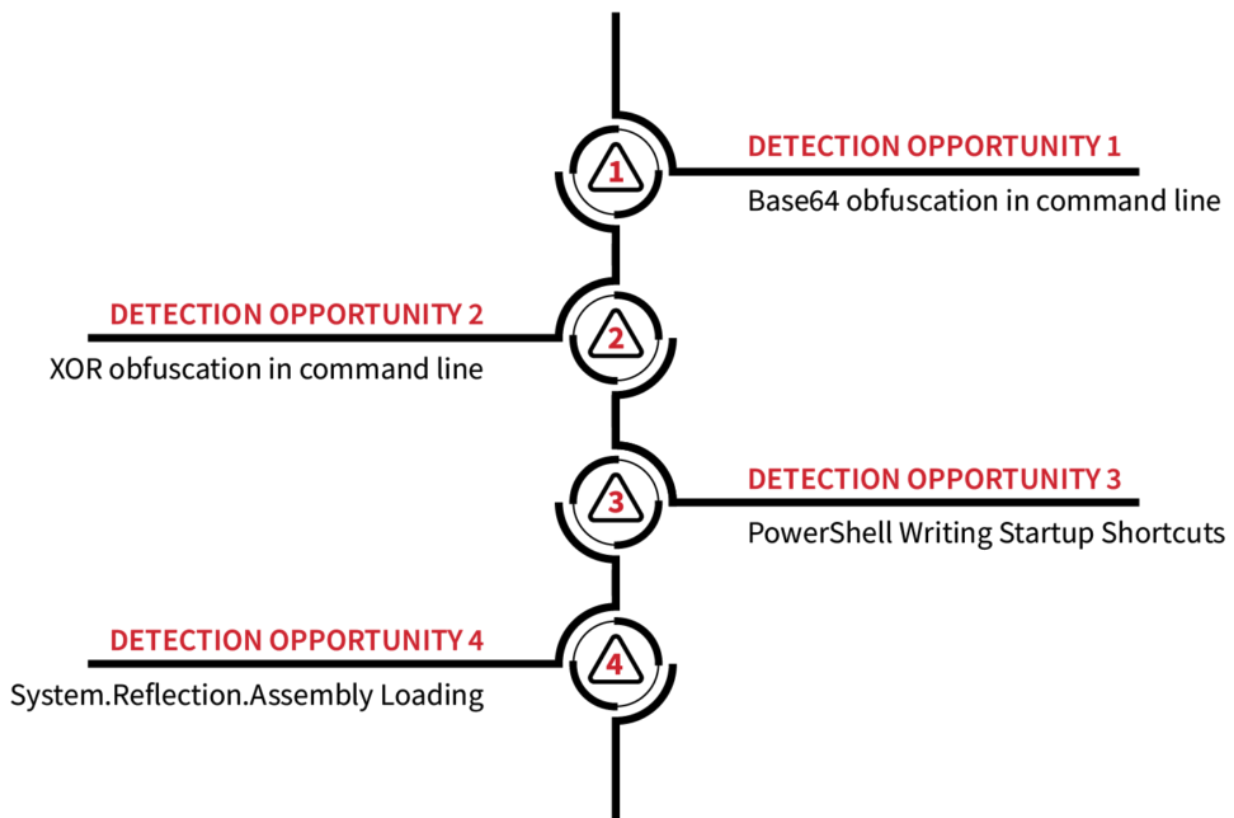 1
DETECTION OPPORTUNITY 1
Base64 obfuscation in command line
DETECTION OPPORTUNITY 2
2
XOR obfuscation in command line
3
DETECTION OPPORTUNITY 3
PowerShell Writing Startup Shortcuts
DETECTION OPPORTUNITY 4
4
System.Reflection.Assembly Loading